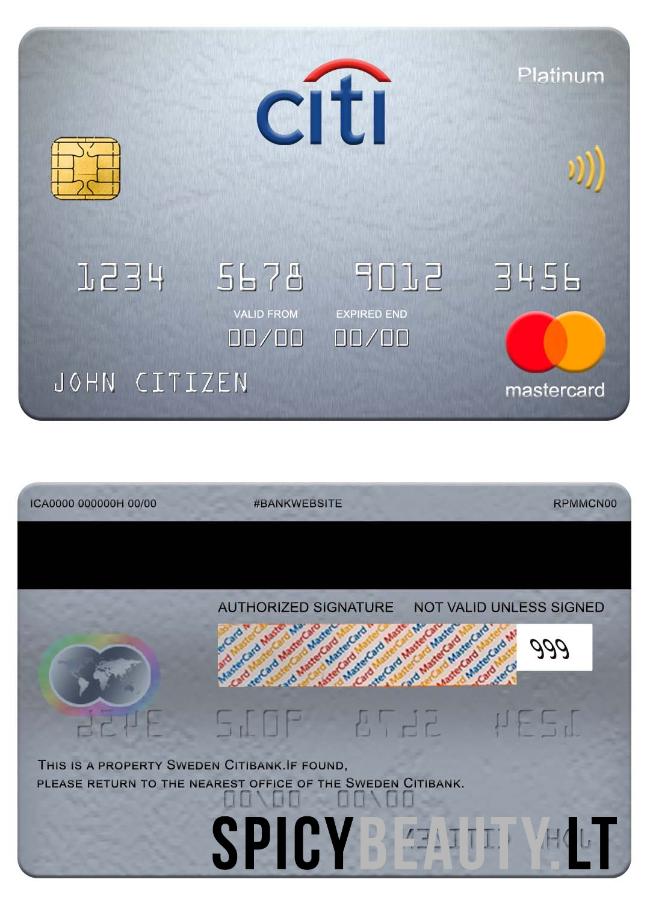 citi
Platinum
1234 5678 9012 3456
VALID FROM EXPIRED END
00/00 00/00
JOHN CITIZEN
mastercard
ICA0000 000000H 00/00 #BANKWEBSITE RPMMCN00
AUTHORIZED SIGNATURE NOT VALID UNLESS SIGNED
MasterCard MasterCard MasterCard
999
THIS IS A PROPERTY SWEDEN CITIBANK.IF FOUND,
PLEASE RETURN TO THE NEAREST OFFICE OF THE SWEDEN CITIBANK.
SPICYBEAUTY.LT